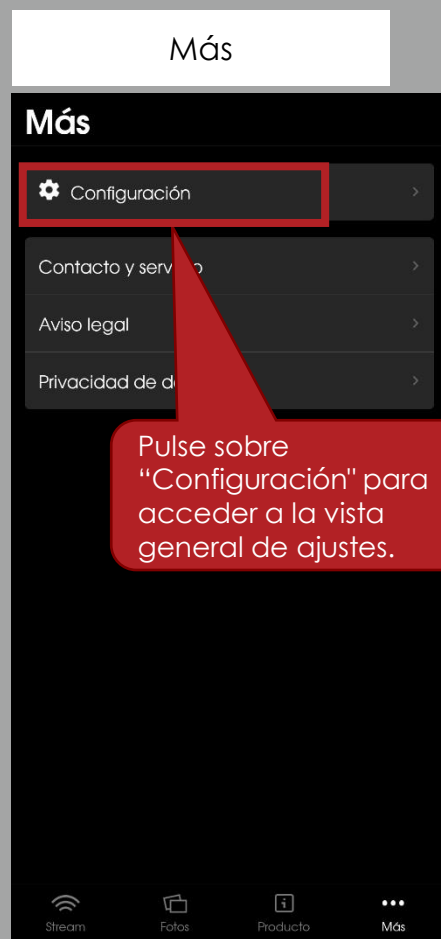 Más
Más
Configuración
Contacto y
Aviso legal
Privacidad de
Pulse sobre
“Configuración" para
acceder a la vista
general de ajustes.
Stream Fotos Producto Más